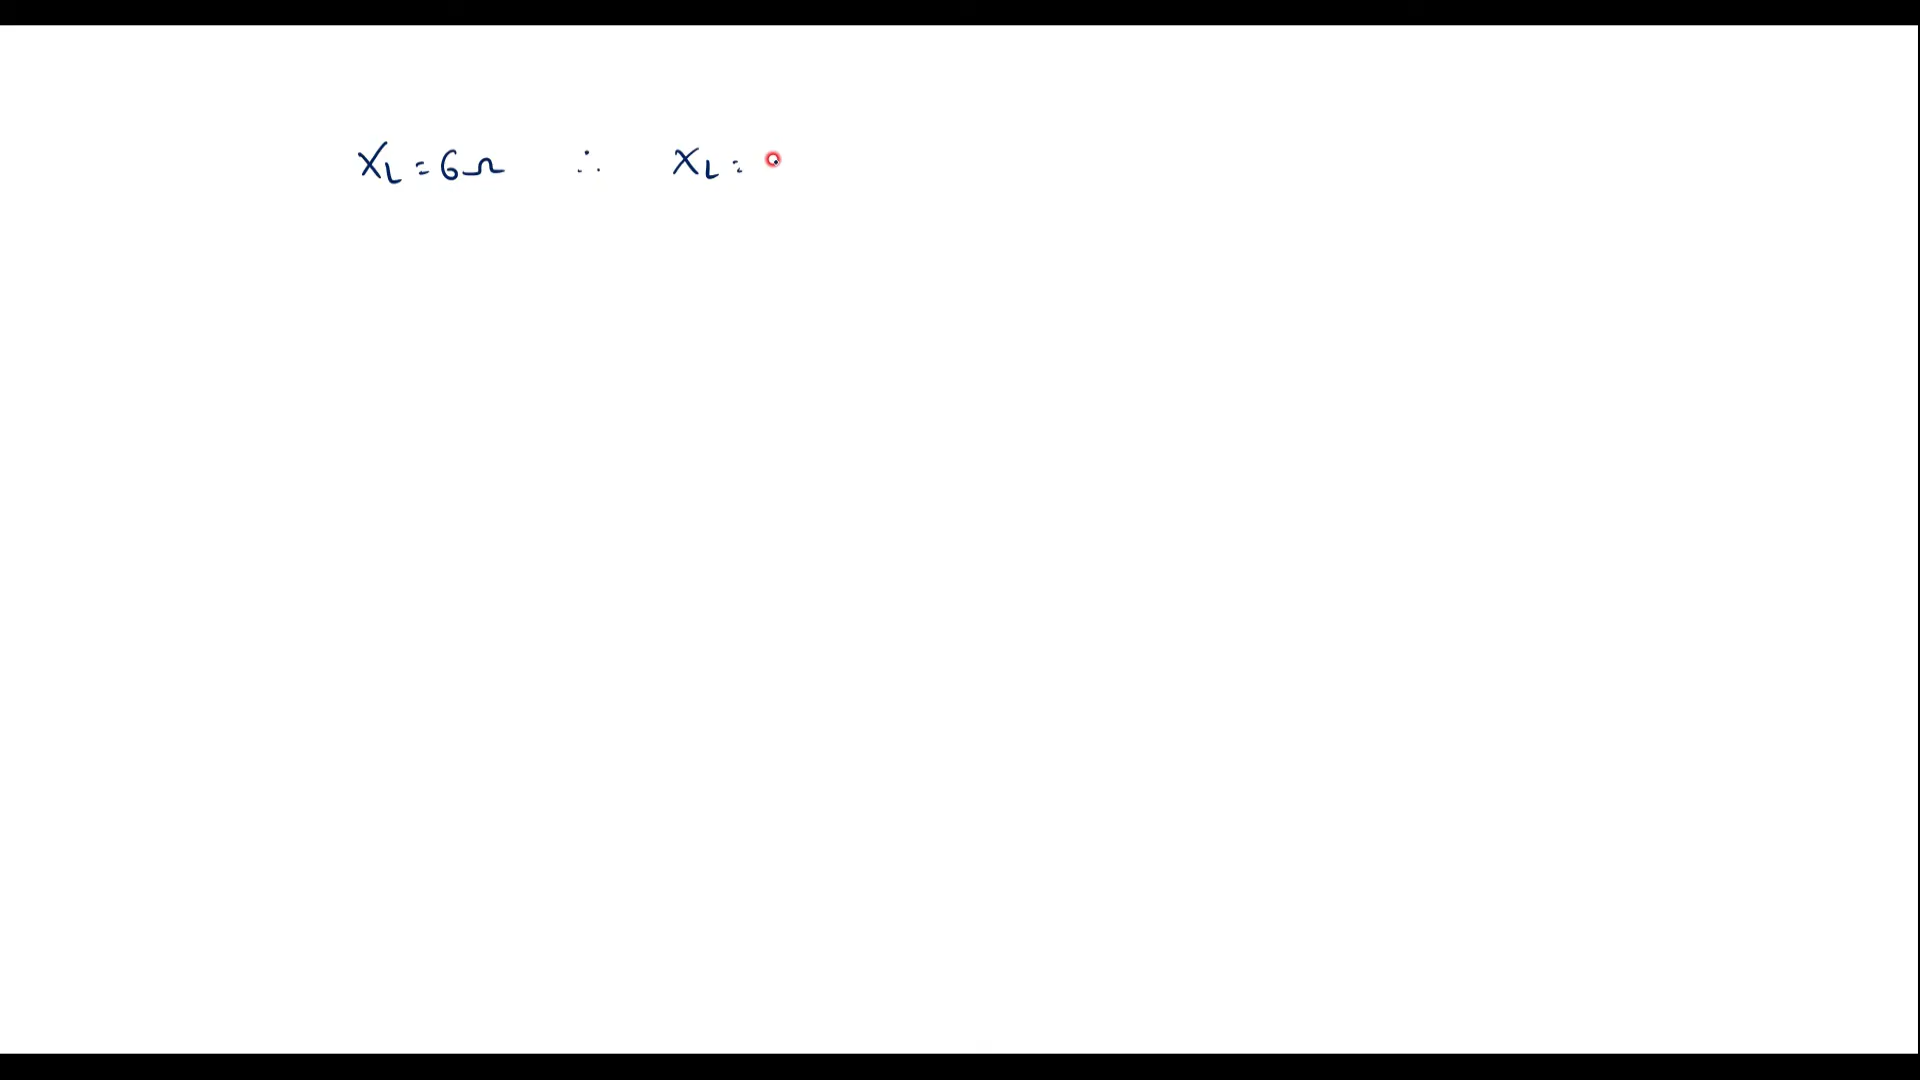 X_L = 6Ω ∴ X_L =